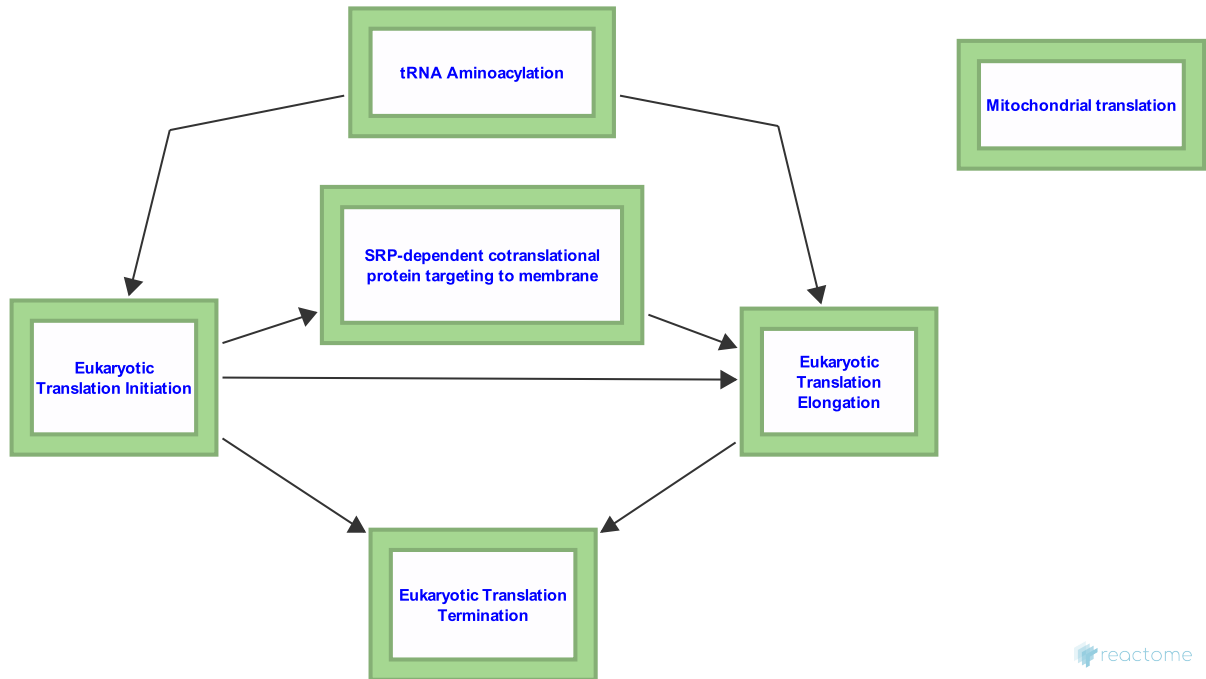 tRNA Aminoacylation
Mitochondrial translation
SRP-dependent cotranslational
protein targeting to membrane
Eukaryotic
Translation Initiation
Eukaryotic
Translation
Elongation
Eukaryotic Translation
Termination
reactome